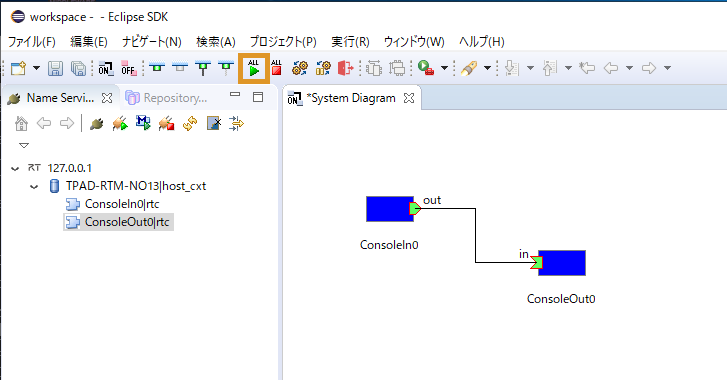 workspace - - Eclipse SDK
ファイル(F) 編集(E) ナビゲート(N) 検索(A) プロジェクト(P) 実行(R) ウィンドウ(W) ヘルプ(H)
ON OFF ALL ALL
Name Servi... Repository...
ON *System Diagram
RT 127.0.0.1
TPAD-RTM-NO13|host_cxt
ConsoleIn0|rtc
ConsoleOut0|rtc
out
ConsoleIn0
in
ConsoleOut0